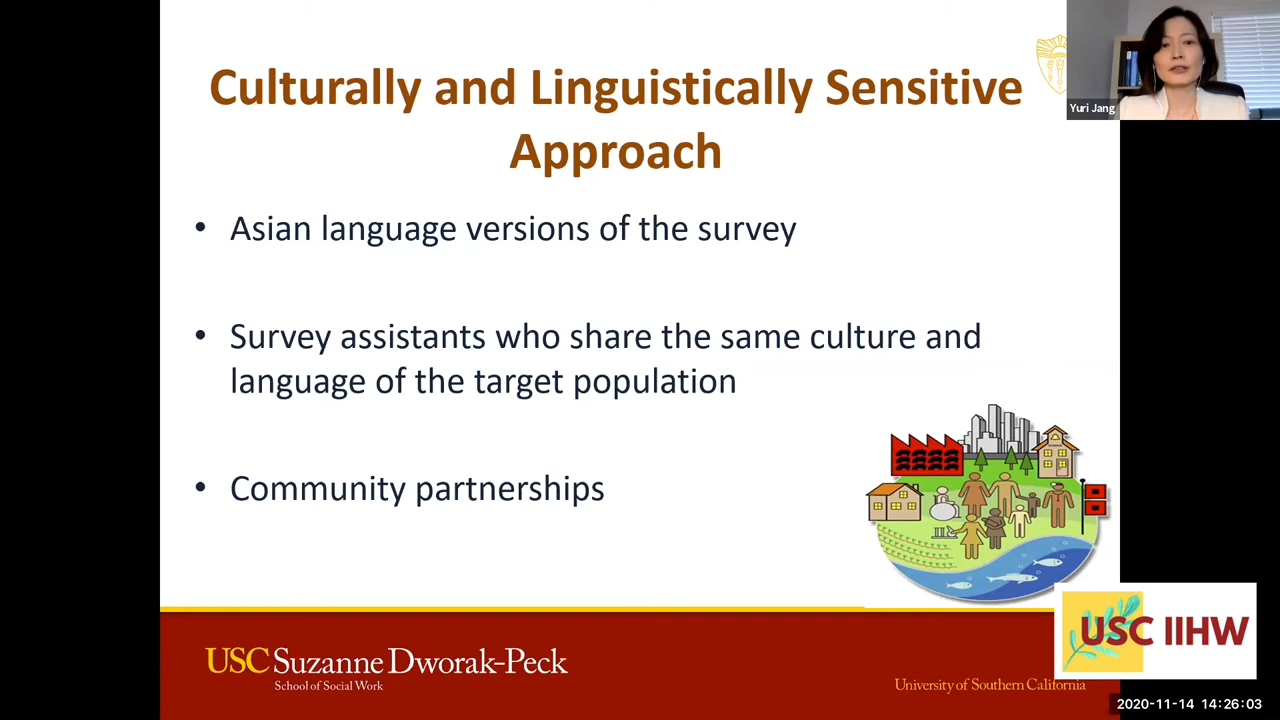 Culturally and Linguistically Sensitive
Approach
Yuri Jang
• Asian language versions of the survey
• Survey assistants who share the same culture and
language of the target population
• Community partnerships
USC Suzanne Dworak-Peck
School of Social Work
University of Southern California
USC IIHW
2020-11-14 14:26:03